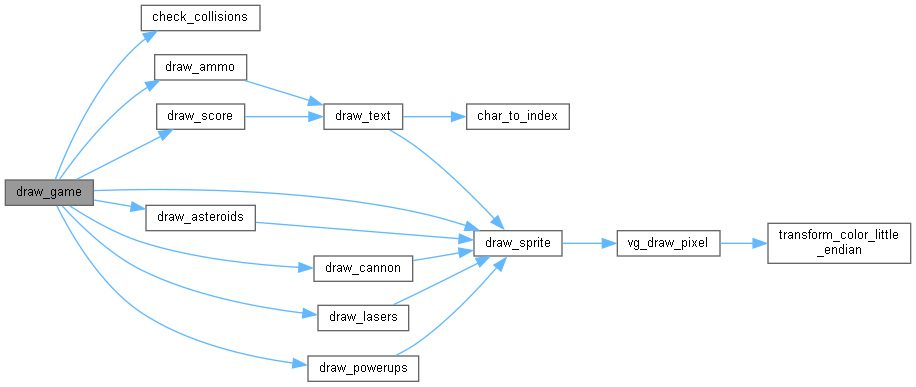 check_collisions
draw_ammo
draw_score
draw_text
char_to_index
draw_game
draw_asteroids
draw_sprite
vg_draw_pixel
transform_color_little
_endian
draw_cannon
draw_lasers
draw_powerups